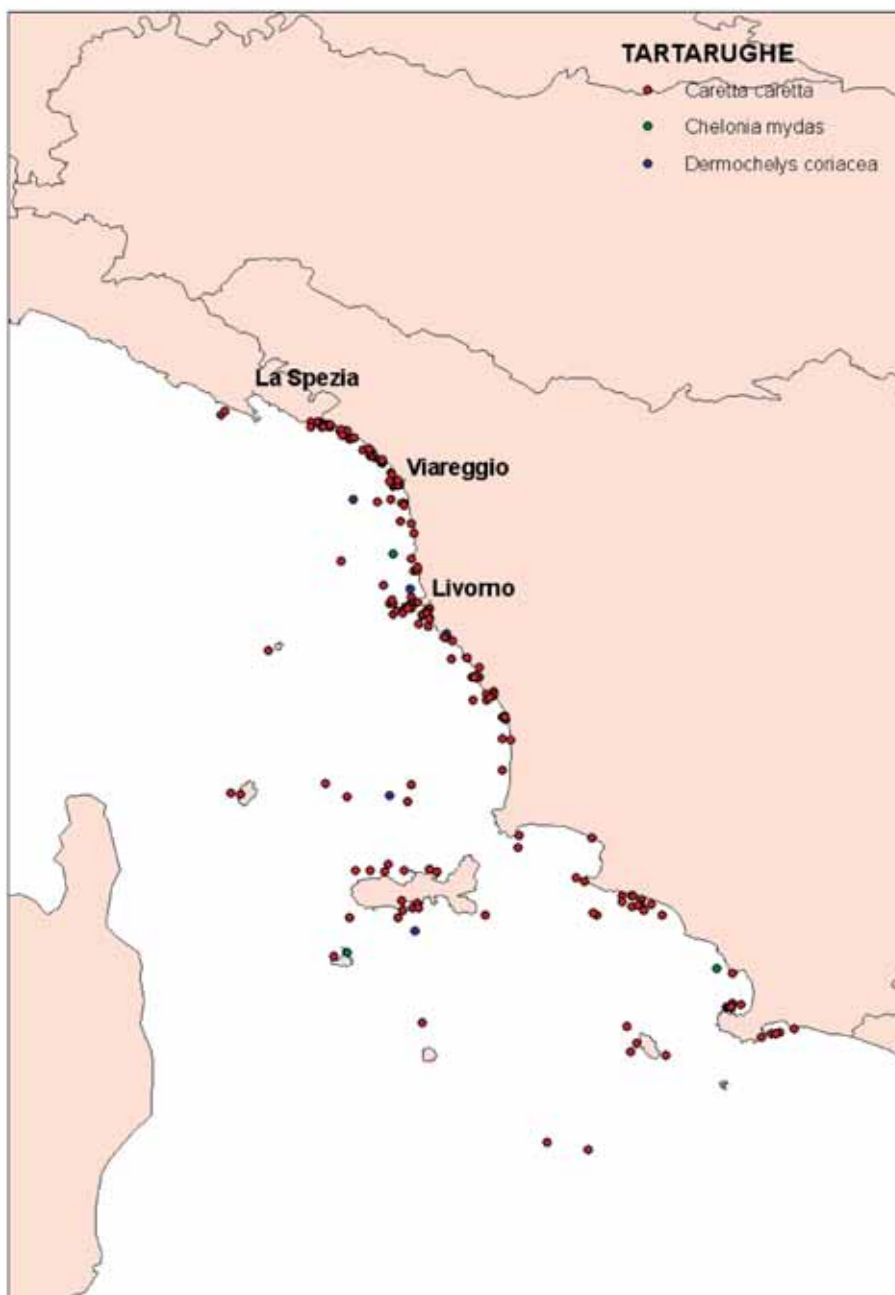 TARTARUGHE
Caretta caretta
Chelonia mydas
Dermochelys coriacea
La Spezia
Viareggio
Livorno